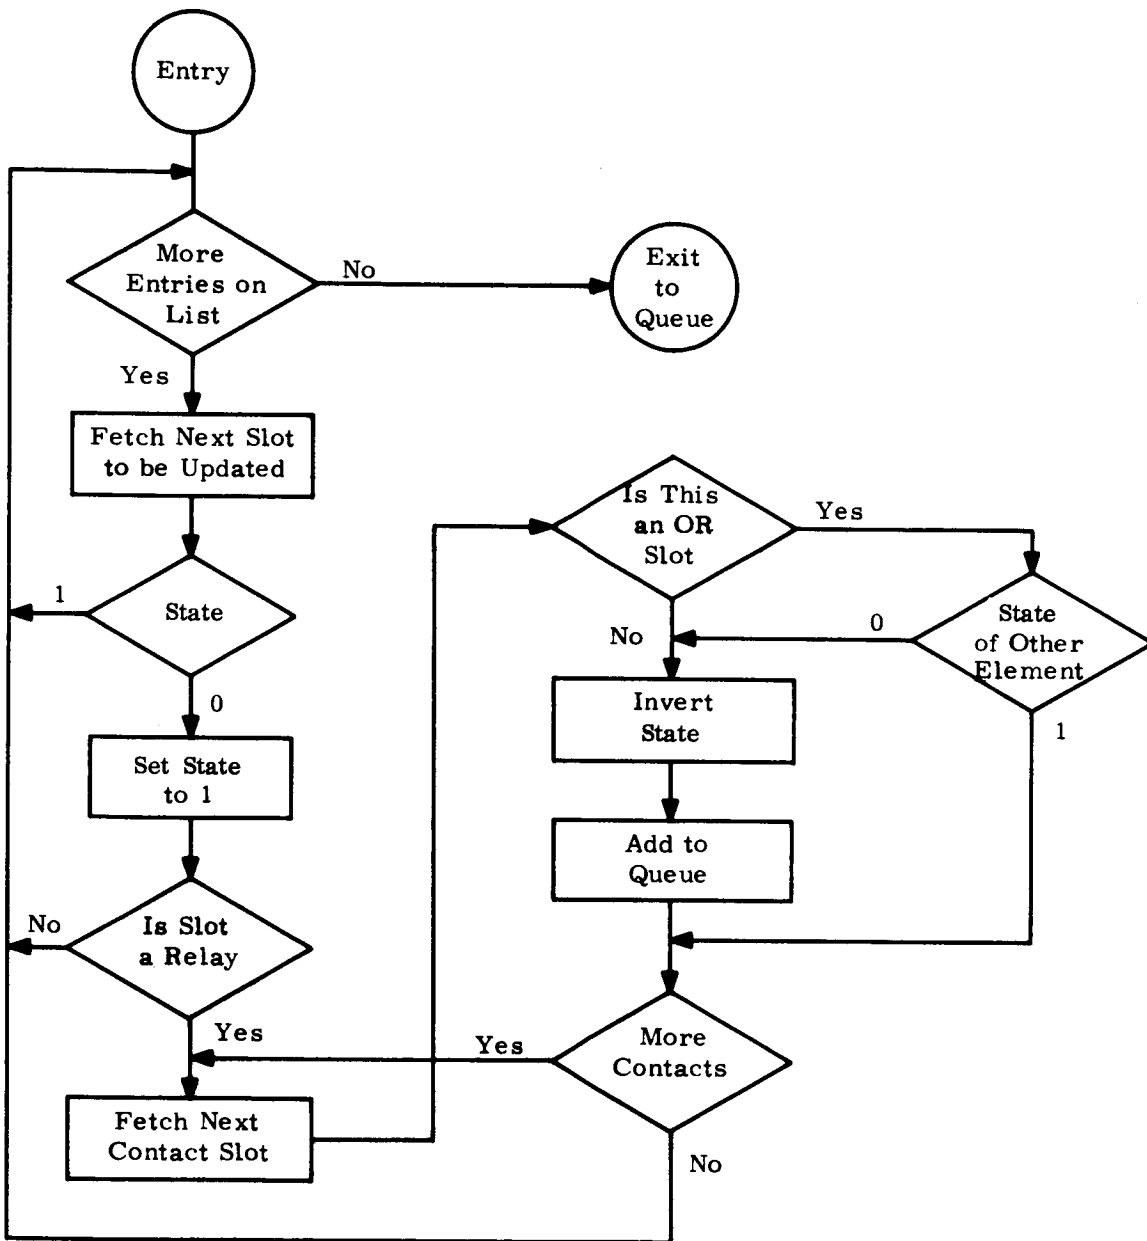 Entry
More
Entries on
List
No
Exit
to
Queue
Yes
Fetch Next Slot
to be Updated
Is This
an OR
Slot
Yes
1
State
0
No
0
State
of Other
Element
Invert
State
1
Set State
to 1
Add to
Queue
No
Is Slot
a Relay
Yes
Yes
More
Contacts
Fetch Next
Contact Slot
No